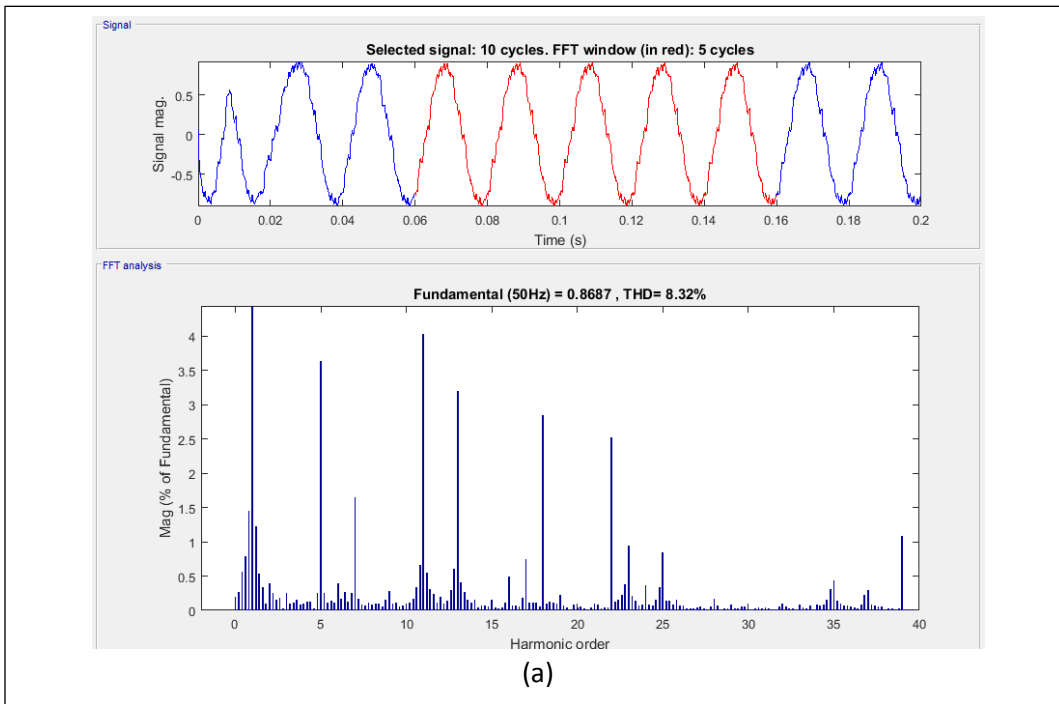 Signal
Selected signal: 10 cycles. FFT window (in red): 5 cycles
Signal mag.
0.5
0
-0.5
0 0.02 0.04 0.06 0.08 0.1 0.12 0.14 0.16 0.18 0.2
Time (s)
FFT analysis
Fundamental (50Hz) = 0.8687 , THD= 8.32%
Mag (% of Fundamental)
4
3.5
3
2.5
2
1.5
1
0.5
0
0 5 10 15 20 25 30 35 40
Harmonic order
(a)